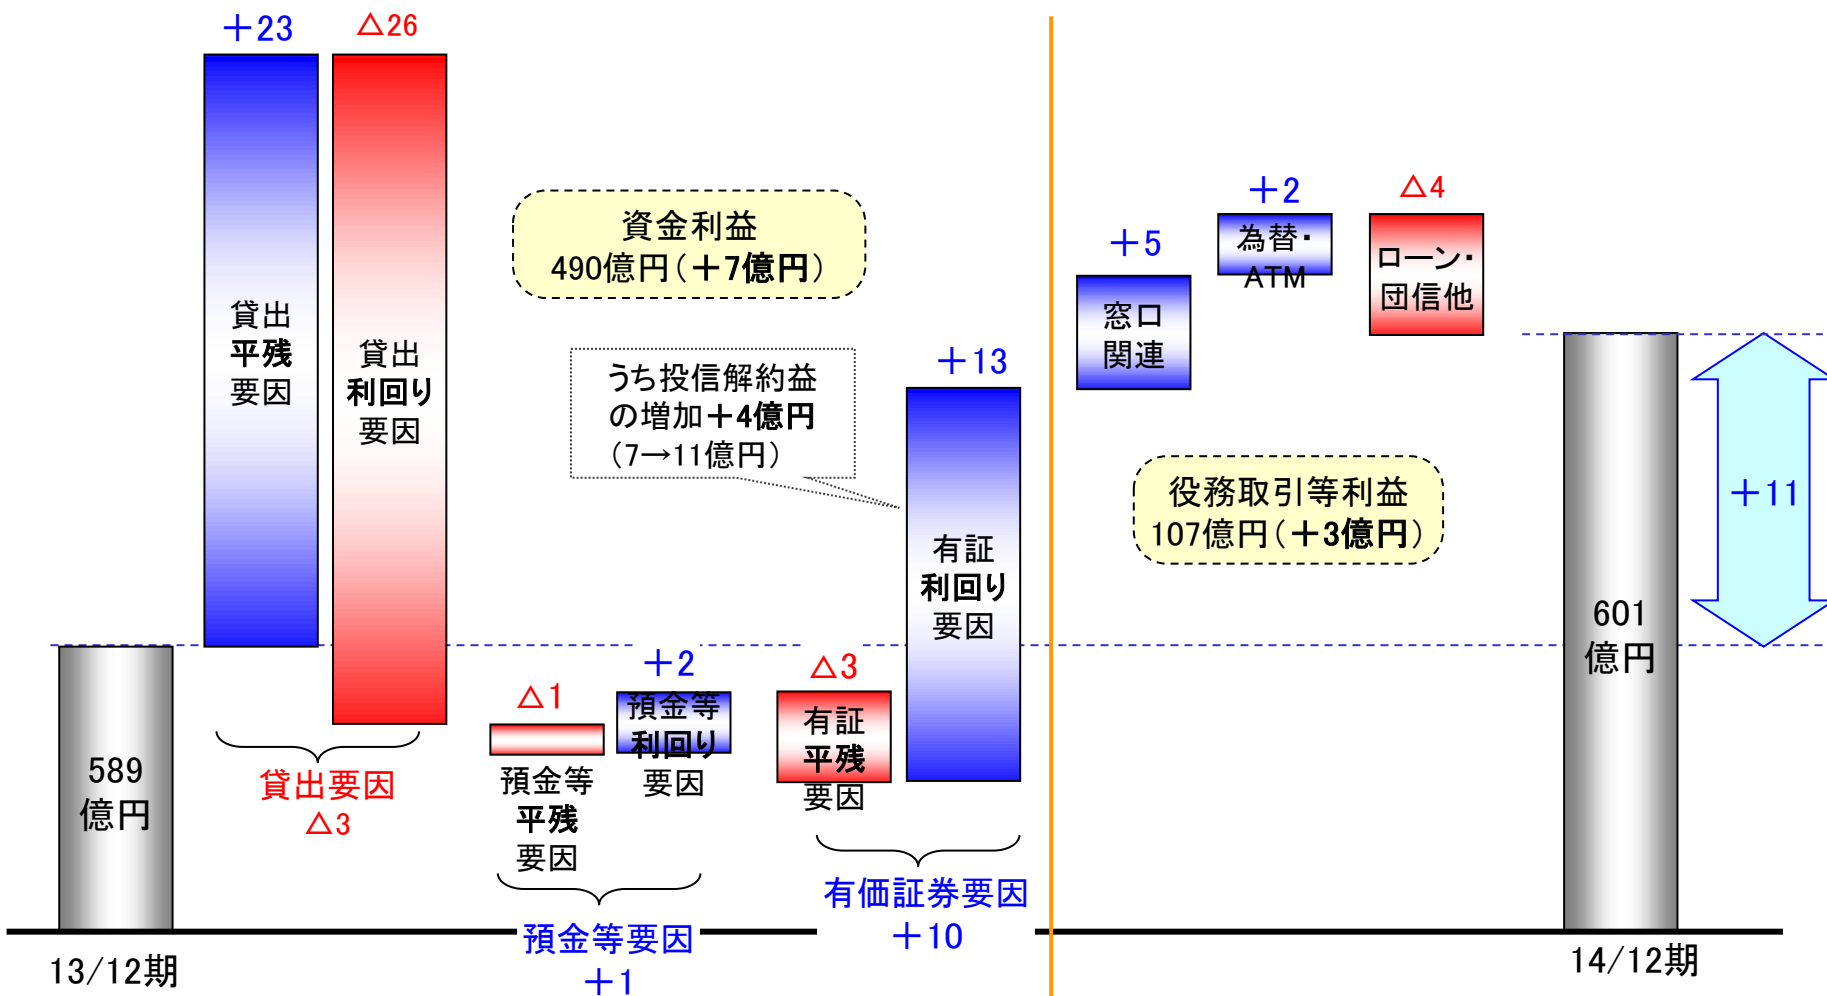 +23
△26
貸出
平残
要因
貸出
利回り
要因
貸出要因
△3
589
億円
13/12期
資金利益
490億円(+7億円)
うち投信解約益
の増加+4億円
(7→11億円)
△1
預金等
平残
要因
+2
預金等
利回り
要因
預金等要因
+1
△3
有証
平残
要因
+13
有証
利回り
要因
有価証券要因
+10
+5
窓口
関連
+2
為替・
ATM
△4
ローン・
団信他
役務取引等利益
107億円(+3億円)
+11
601
億円
14/12期